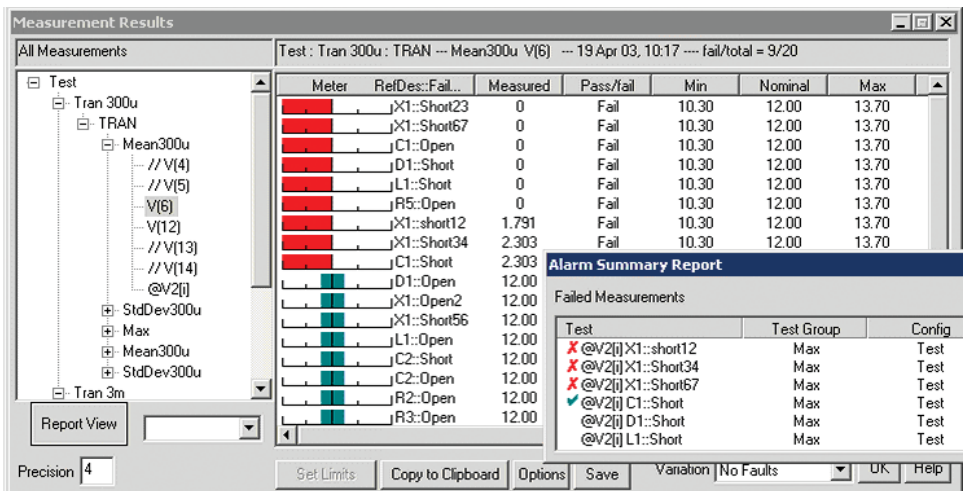 Measurement Results
All Measurements
Test : Tran 300u : TRAN --- Mean300u V(6) --- 19 Apr 03, 10:17 ---- fail/total = 9/20
Test
Tran 300u
TRAN
Mean300u
// V(4)
// V(5)
V(6)
V(12)
// V(13)
// V(14)
@V2[i]
StdDev300u
Max
Mean300u
StdDev300u
Tran 3m
Report View
Precision 4
Meter RefDes::Fail... Measured Pass/fail Min Nominal Max
X1::Short23 0 Fail 10.30 12.00 13.70
X1::Short67 0 Fail 10.30 12.00 13.70
C1::Open 0 Fail 10.30 12.00 13.70
D1::Short 0 Fail 10.30 12.00 13.70
L1::Short 0 Fail 10.30 12.00 13.70
R5::Open 0 Fail 10.30 12.00 13.70
X1::short12 1.791 Fail 10.30 12.00 13.70
X1::Short34 2.303 Fail 10.30 12.00 13.70
C1::Short 2.303
D1::Open 12.00
X1::Open2 12.00
X1::Short56 12.00
L1::Open 12.00
C2::Short 12.00
C2::Open 12.00
R2::Open 12.00
R3::Open 12.00
Alarm Summary Report
Failed Measurements
Test Test Group Config
@V2[i] X1::short12 Max Test
@V2[i] X1::Short34 Max Test
@V2[i] X1::Short67 Max Test
@V2[i] C1::Short Max Test
@V2[i] D1::Short Max Test
@V2[i] L1::Short Max Test
Set Limits Copy to Clipboard Options Save Variation No Faults OK Help